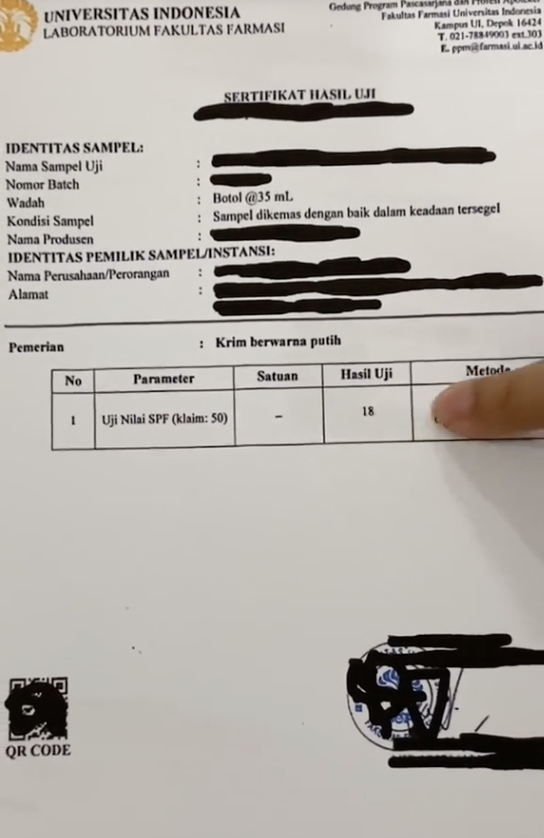 UNIVERSITAS INDONESIA
LABORATORIUM FAKULTAS FARMASI
Gedung Program Pascasarjana dan Profesi Apoteker
Fakultas Farmasi Universitas Indonesia
Kampus UI, Depok 16424
T. 021-78849003 ext.303
E. ppm@farmasi.ui.ac.id
SERTIFIKAT HASIL UJI
IDENTITAS SAMPEL:
Nama Sampel Uji :
Nomor Batch :
Wadah : Botol @35 mL
Kondisi Sampel : Sampel dikemas dengan baik dalam keadaan tersegel
Nama Produsen :
IDENTITAS PEMILIK SAMPEL/INSTANSI:
Nama Perusahaan/Perorangan :
Alamat :
Pemerian : Krim berwarna putih
No Parameter Satuan Hasil Uji Metode
1 Uji Nilai SPF (klaim: 50) - 18
QR CODE